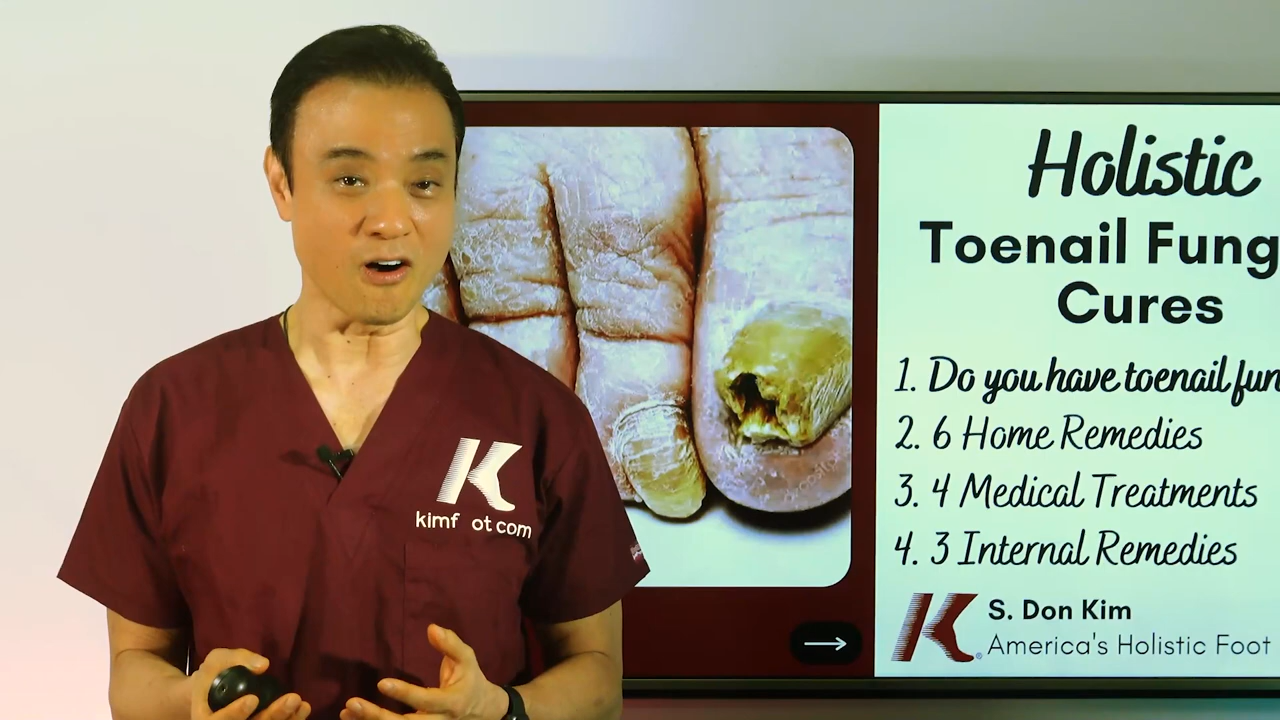 K
kimf ot com
Holistic
Toenail Fung
Cures
1. Do you have toenail fun
2. 6 Home Remedies
3. 4 Medical Treatments
4. 3 Internal Remedies
K
S. Don Kim
America's Holistic Foot